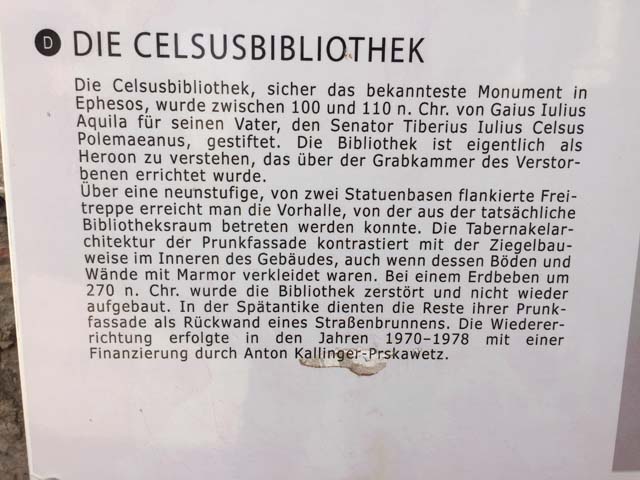 D DIE CELSUSBIBLIOTHEK
Die Celsusbibliothek, sicher das bekannteste Monument in
Ephesos, wurde zwischen 100 und 110 n. Chr. von Gaius Iulius
Aquila für seinen Vater, den Senator Tiberius Iulius Celsus
Polemaeanus, gestiftet. Die Bibliothek ist eigentlich als
Heroon zu verstehen, das über der Grabkammer des Verstor-
benen errichtet wurde.
Über eine neunstufige, von zwei Statuenbasen flankierte Frei-
treppe erreicht man die Vorhalle, von der aus der tatsächliche
Bibliotheksraum betreten werden konnte. Die Tabernakelar-
chitektur der Prunkfassade kontrastiert mit der Ziegelbau-
weise im Inneren des Gebäudes, auch wenn dessen Böden und
Wände mit Marmor verkleidet waren. Bei einem Erdbeben um
270 n. Chr. wurde die Bibliothek zerstört und nicht wieder
aufgebaut. In der Spätantike dienten die Reste ihrer Prunk-
fassade als Rückwand eines Straßenbrunnens. Die Wiederer-
richtung erfolgte in den Jahren 1970–1978 mit einer
Finanzierung durch Anton Kallinger-Prskawetz.